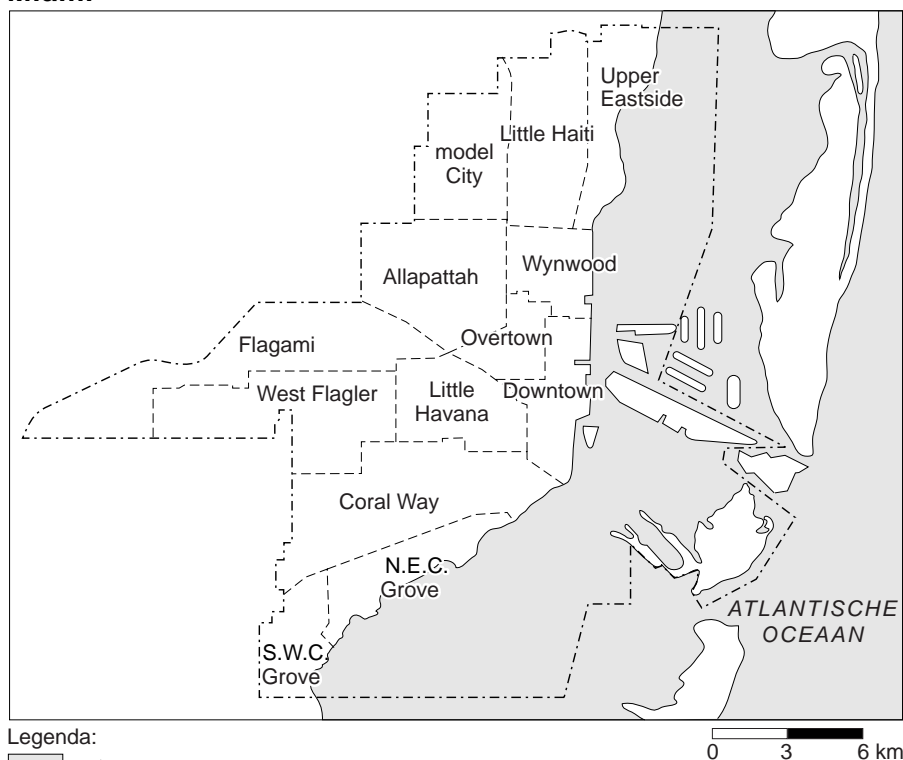 Upper
Eastside
Little Haiti
model
City
Wynwood
Allapattah
Overtown
Flagami
West Flagler
Little
Havana
Downtown
Coral Way
N.E.C.
Grove
S.W.C.
Grove
ATLANTISCHE
OCEAAN
Legenda:
0 3 6 km